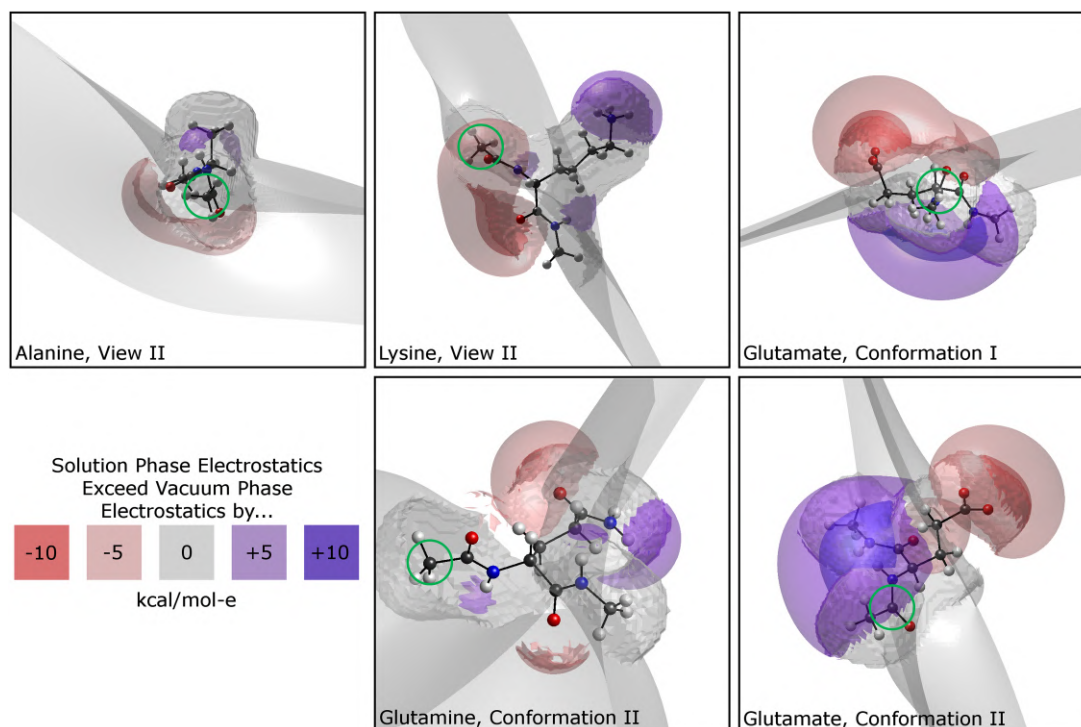 Alanine, View II
Lysine, View II
Glutamate, Conformation I
Solution Phase Electrostatics
Exceed Vacuum Phase
Electrostatics by...
-10
-5
0
+5
+10
kcal/mol-e
Glutamine, Conformation II
Glutamate, Conformation II